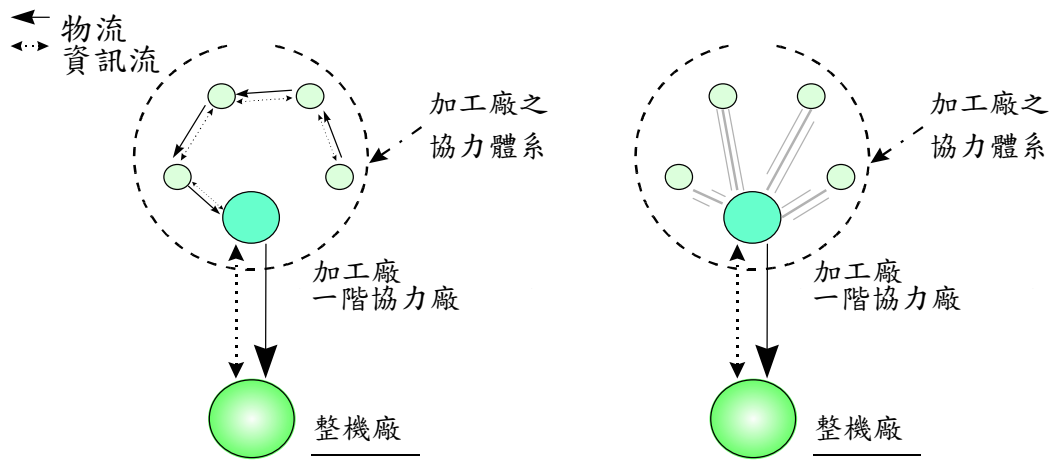 物流
資訊流
加工廠之
協力體系
加工廠
一階協力廠
整機廠
加工廠之
協力體系
加工廠
一階協力廠
整機廠